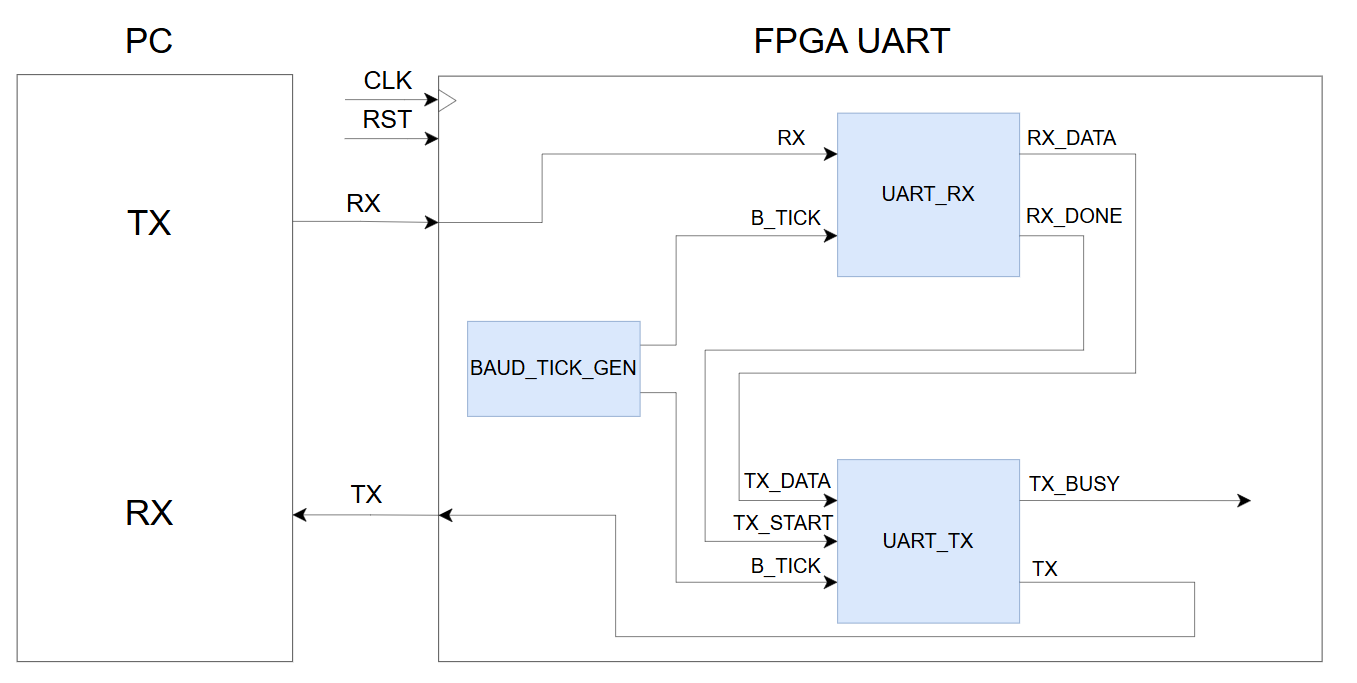 PC
FPGA UART
CLK
RST
RX
TX
RX
B_TICK
UART_RX
RX_DATA
RX_DONE
BAUD_TICK_GEN
RX
TX
TX_DATA
TX_START
B_TICK
UART_TX
TX_BUSY
TX